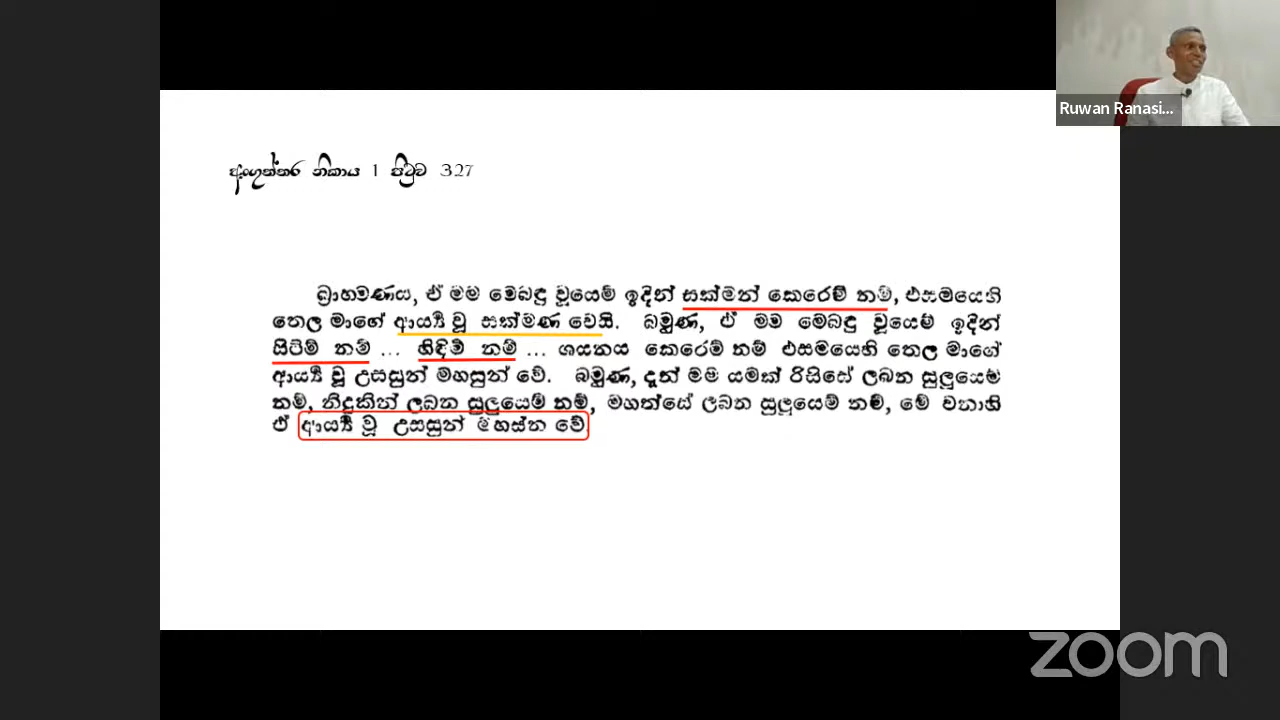 Ruwan Ranasi...
අංගුත්තර නිකාය 1 පිටුව 327
බ්‍රාහ්මණය, ඒ මම මෙබඳු වූයෙම් ඉදින් සක්මන් කෙරෙම් නම්, එසමයෙහි
තෙල මාගේ ආර්‍ය්‍ය වූ සක්මණ වෙයි. බමුණ, ඒ මම මෙබඳු වූයෙම් ඉදින්
සිටිම් නම් ... හිඳිම් නම් ... ශයනය කෙරෙම් නම් එසමයෙහි තෙල මාගේ
ආර්‍ය්‍ය වූ උසසුන් මහසුන් වේ. බමුණ, දැන් මම යමක් රිසිසේ ලබන සුලුයෙම්
නම්, නිදුකින් ලබන සුලුයෙම් නම්, මහත්සේ ලබන සුලුයෙම් නම්, මේ වනාහි
ඒ ආර්‍ය්‍ය වූ උසසුන් මහස්න වේ
zoom